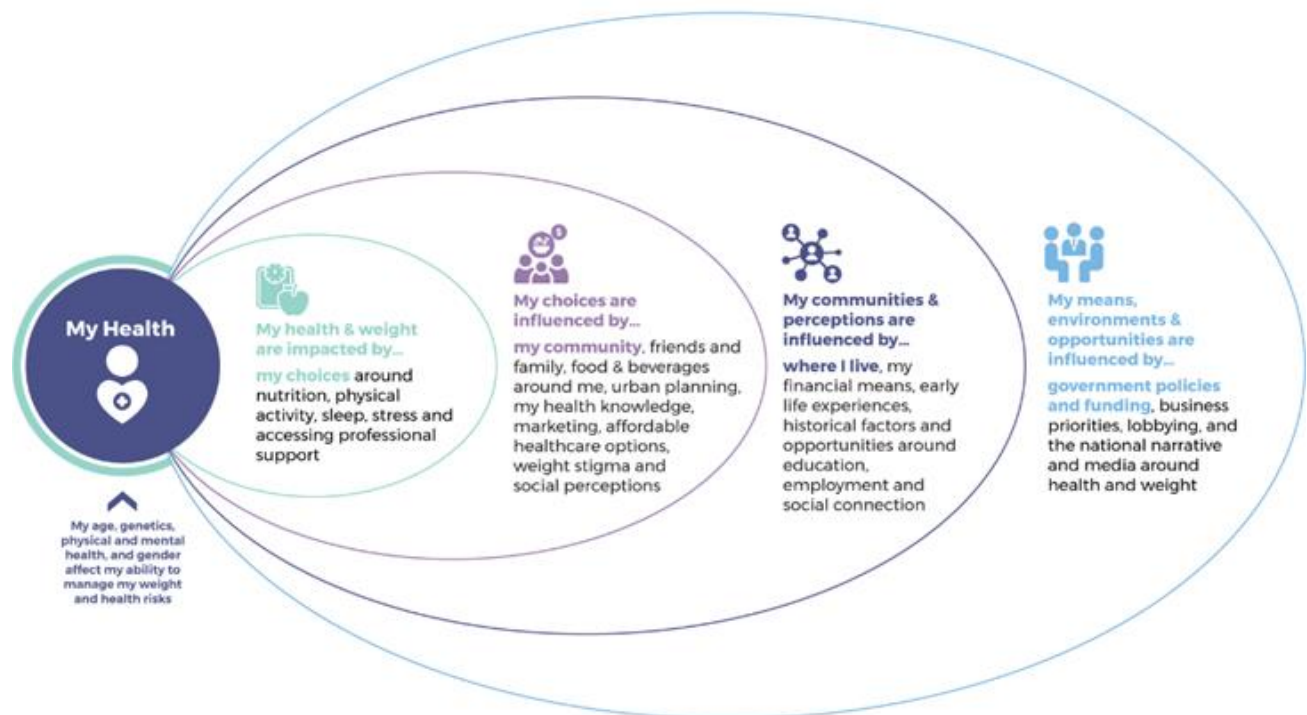 My Health
My age, genetics,
physical and mental
health, and gender
affect my ability to
manage my weight
and health risks
My health & weight
are impacted by...
my choices around
nutrition, physical
activity, sleep, stress and
accessing professional
support
$
My choices are
influenced by...
my community, friends and
family, food & beverages
around me, urban planning,
my health knowledge,
marketing, affordable
healthcare options,
weight stigma and
social perceptions
My communities &
perceptions are
influenced by...
where I live, my
financial means, early
life experiences,
historical factors and
opportunities around
education,
employment and
social connection
My means,
environments &
opportunities are
influenced by...
government policies
and funding, business
priorities, lobbying, and
the national narrative
and media around
health and weight